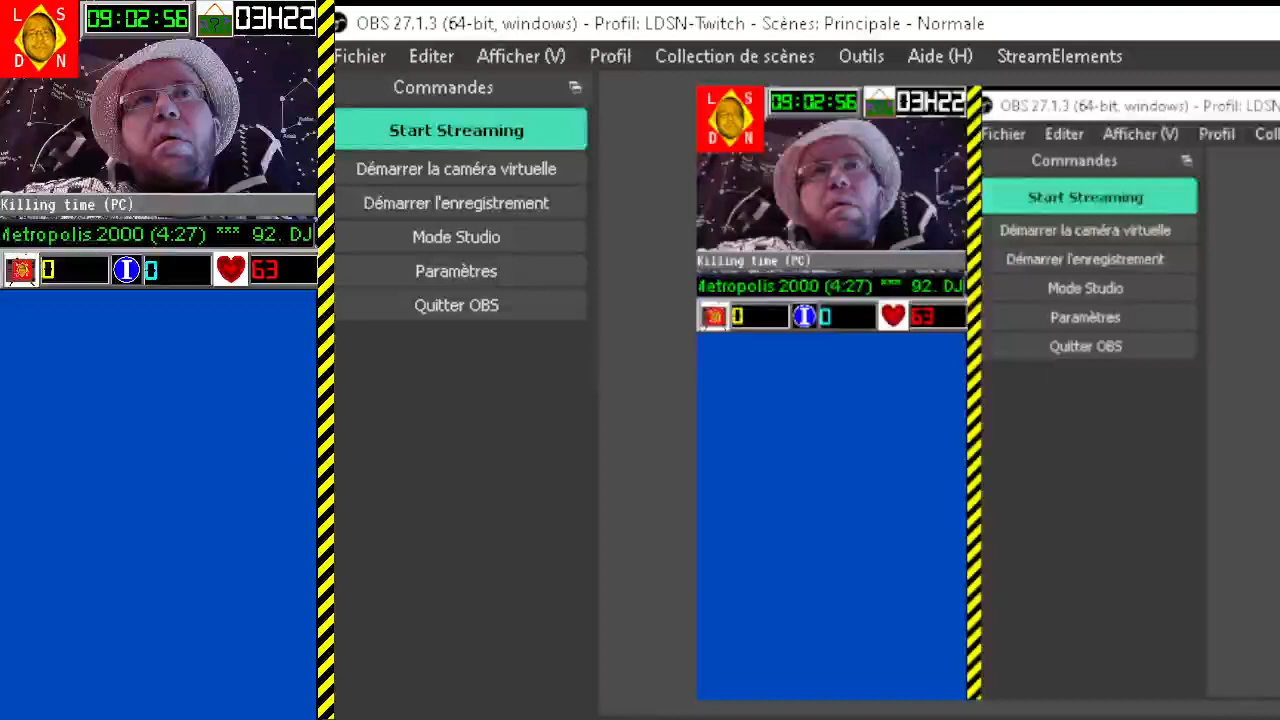 L S
D N
09:02:56
03H22
Killing time (PC)
Metropolis 2000 (4:27) *** 92. DJ
0 I 0 63
OBS 27.1.3 (64-bit, windows) - Profil: LDSN-Twitch - Scènes: Principale - Normale
Fichier Editer Afficher (V) Profil Collection de scènes Outils Aide (H) StreamElements
Commandes
Start Streaming
Démarrer la caméra virtuelle
Démarrer l'enregistrement
Mode Studio
Paramètres
Quitter OBS
L S
D N
09:02:56
03H22
Killing time (PC)
Metropolis 2000 (4:27) *** 92. DJ
0 I 0 63
OBS 27.1.3 (64-bit, windows) - Profil: LDSN
Fichier Editer Afficher (V) Profil Coll
Commandes
Start Streaming
Démarrer la caméra virtuelle
Démarrer l'enregistrement
Mode Studio
Paramètres
Quitter OBS